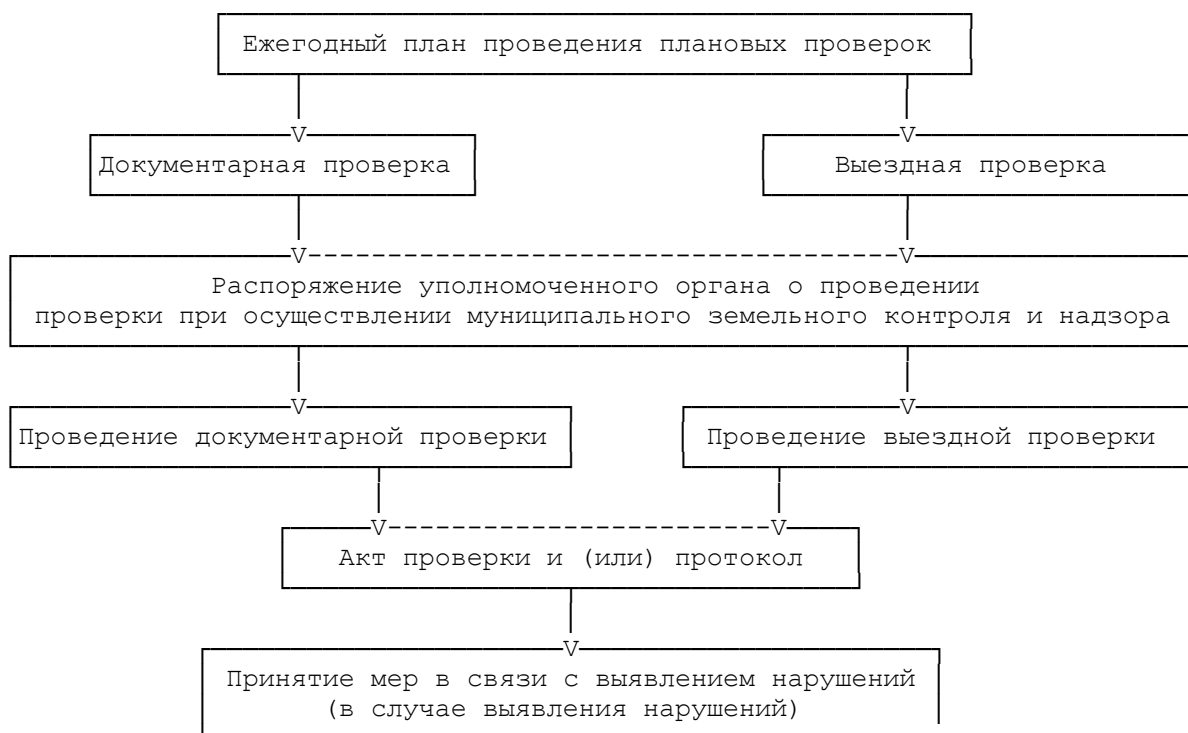 Ежегодный план проведения плановых проверок
Документарная проверка
Выездная проверка
Распоряжение уполномоченного органа о проведении
проверки при осуществлении муниципального земельного контроля и надзора
Проведение документарной проверки
Проведение выездной проверки
Акт проверки и (или) протокол
Принятие мер в связи с выявлением нарушений
(в случае выявления нарушений)